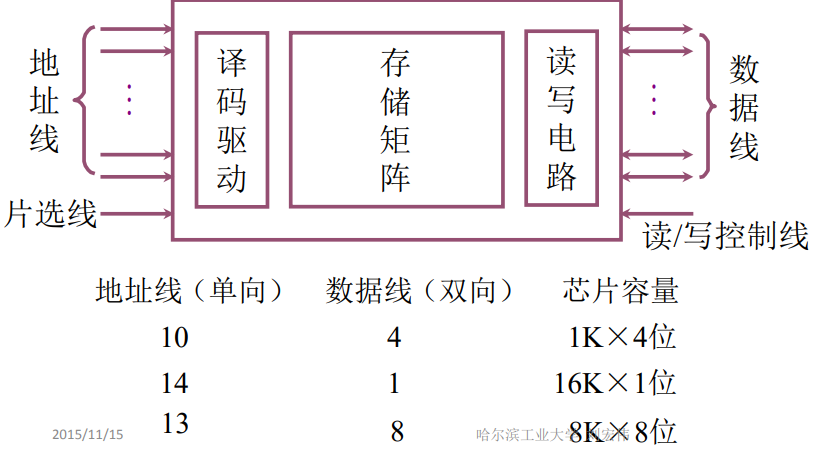 地址线
片选线
译码驱动
存储矩阵
读写电路
数据线
读/写控制线
地址线（单向） 数据线（双向） 芯片容量
10 4 1K×4位
14 1 16K×1位
13 8 8K×8位
2015/11/15 哈尔滨工业大学 刘宏伟